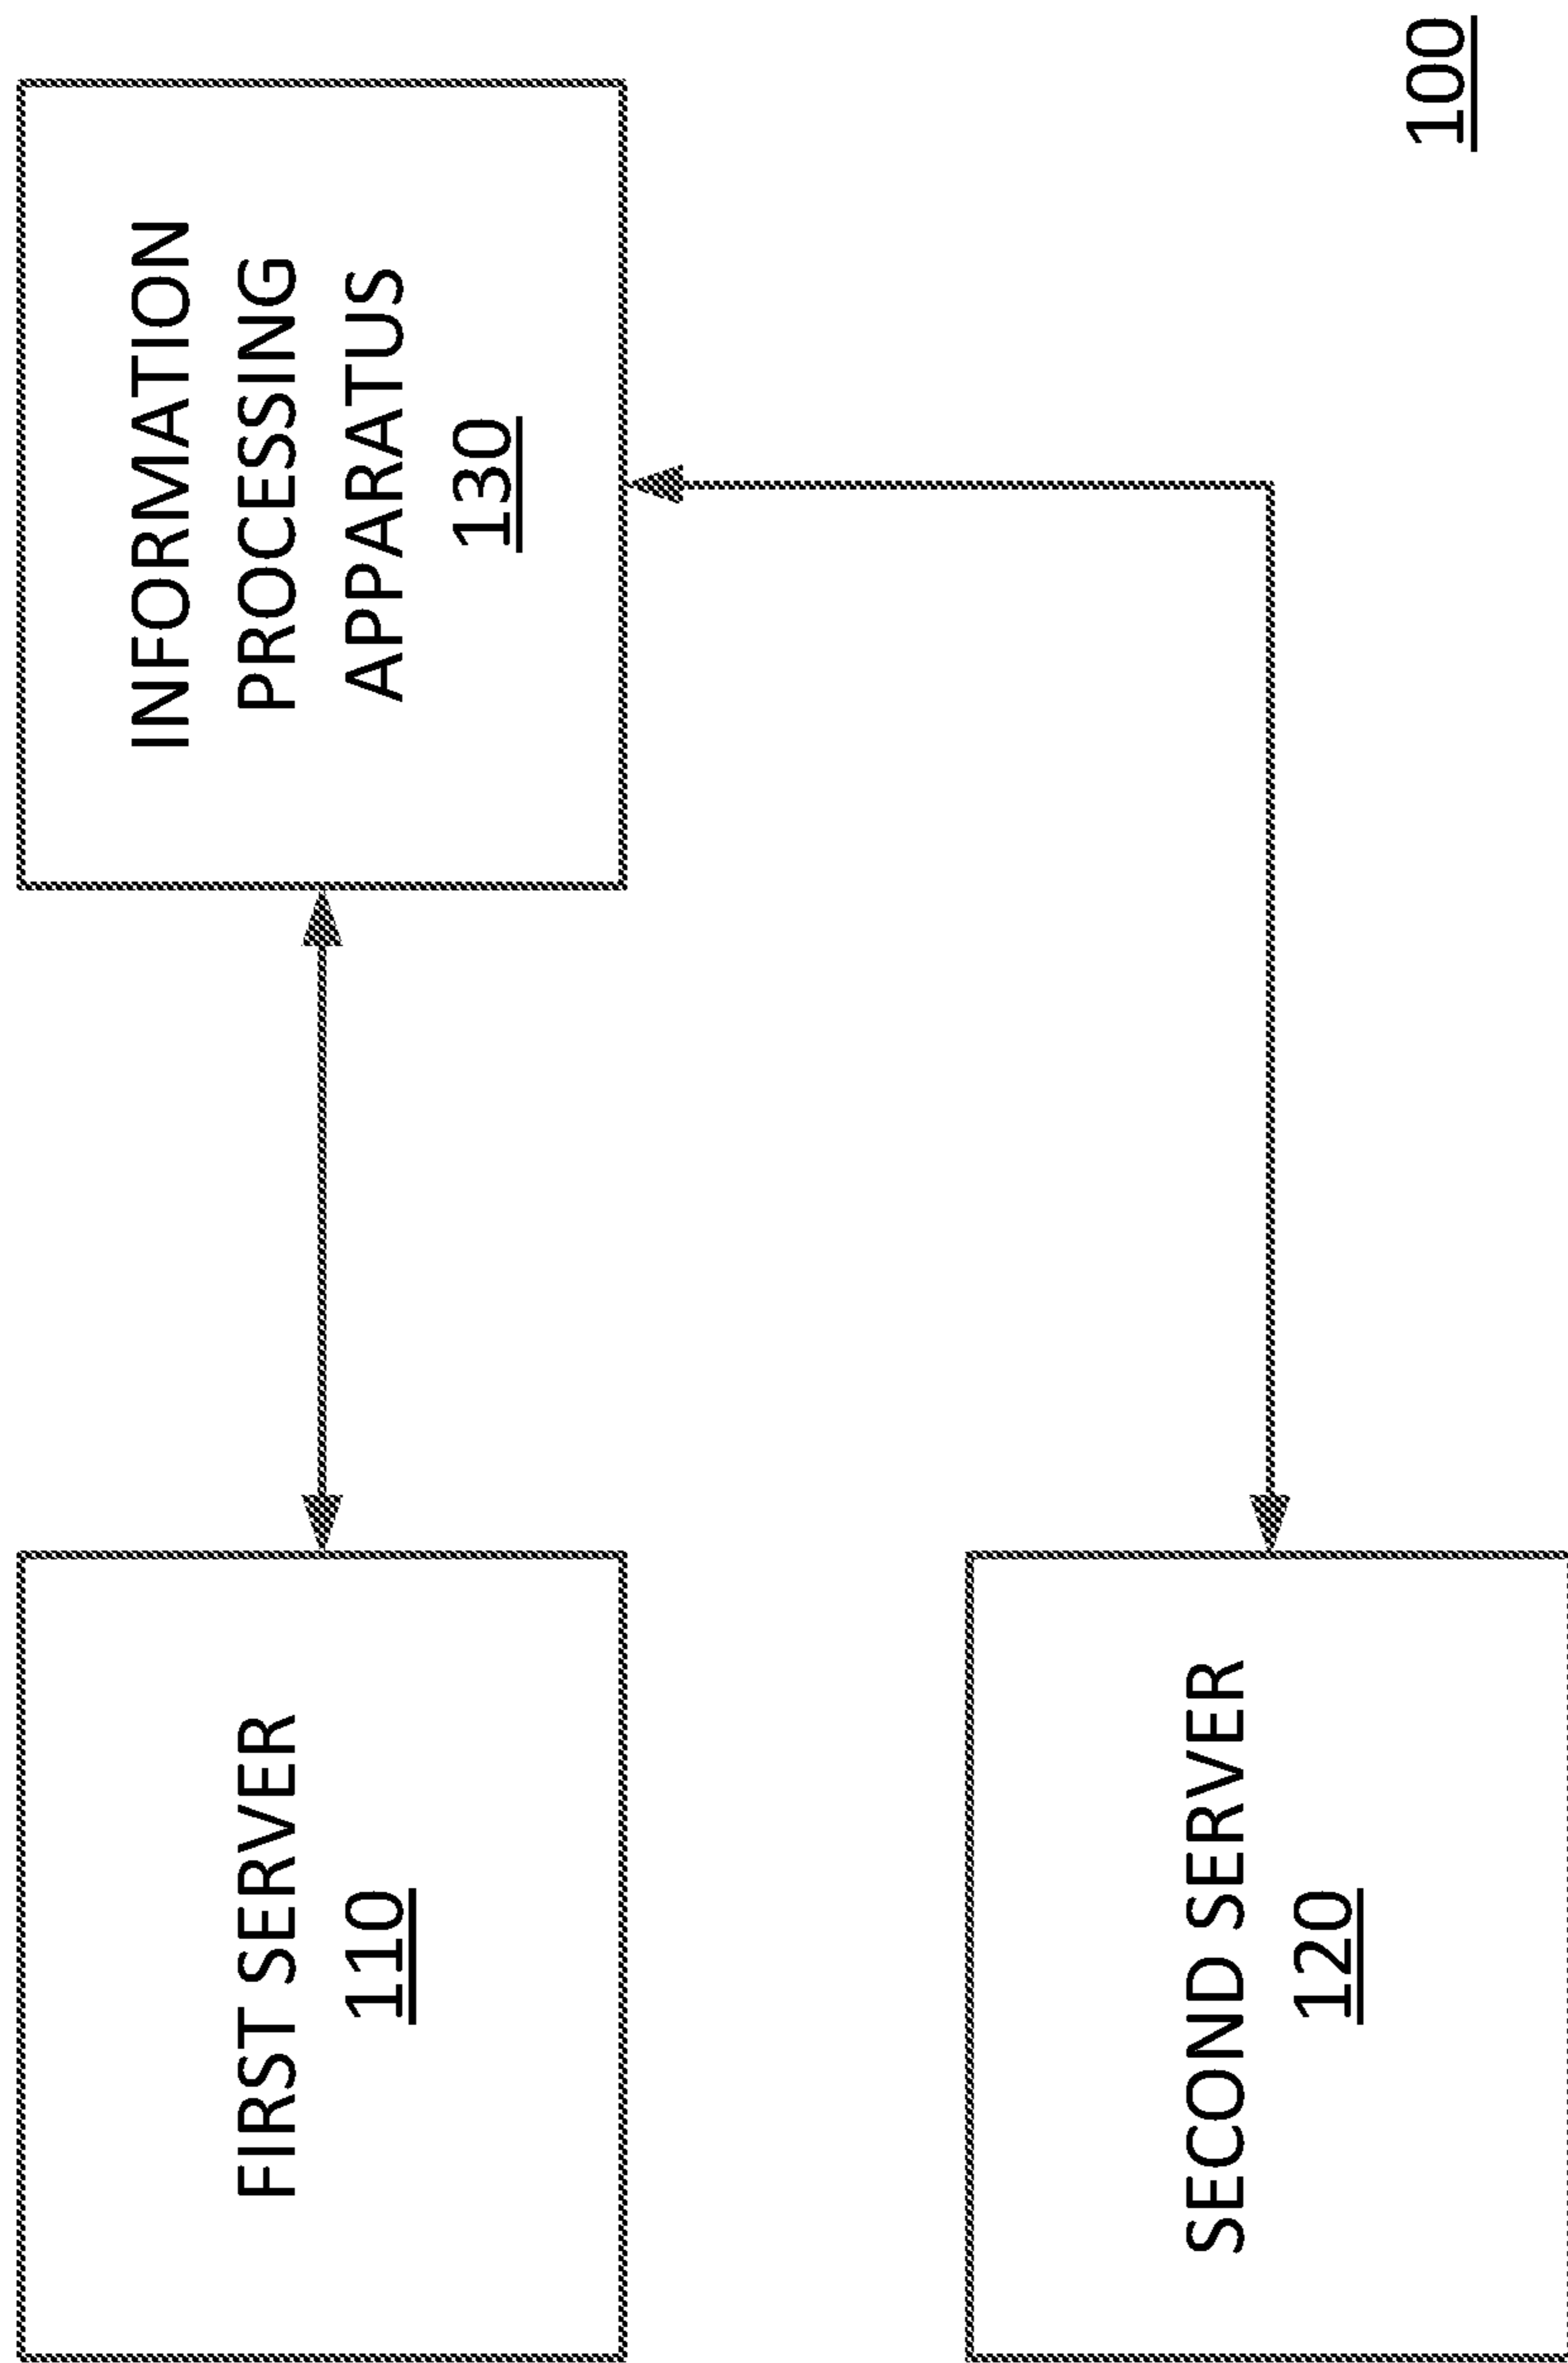 FIRST SERVER
110
INFORMATION
PROCESSING
APPARATUS
130
SECOND SERVER
120
100